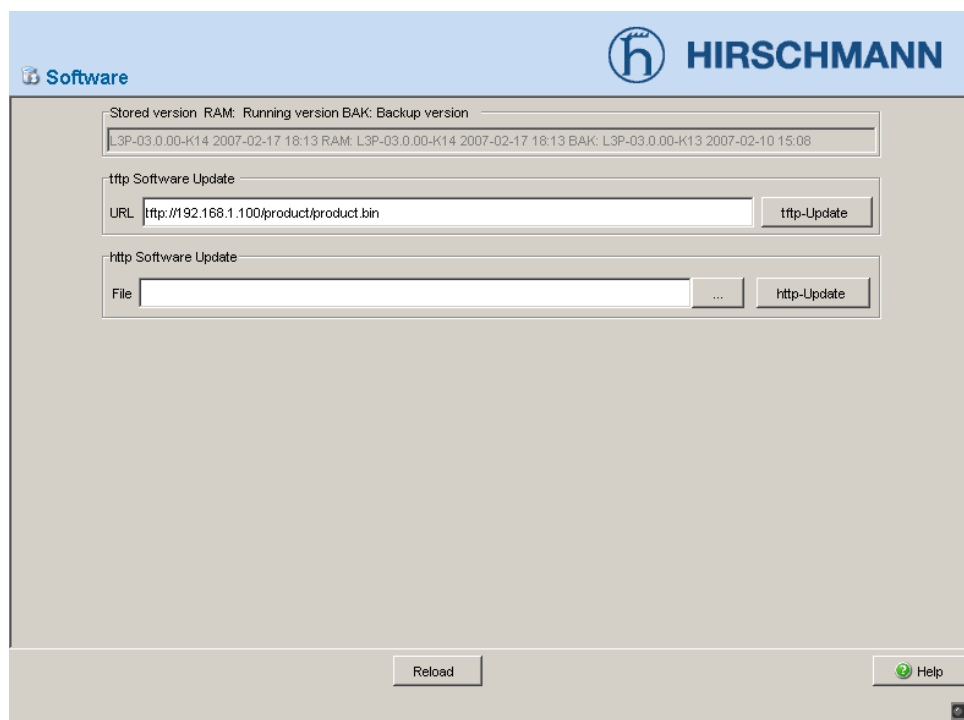 HIRSCHMANN
Software
Stored version  RAM:  Running version BAK: Backup version
L3P-03.0.00-K14 2007-02-17 18:13 RAM: L3P-03.0.00-K14 2007-02-17 18:13 BAK: L3P-03.0.00-K13 2007-02-10 15:08
tftp Software Update
URL tftp://192.168.1.100/product/product.bin tftp-Update
http Software Update
File ... http-Update
Reload Help